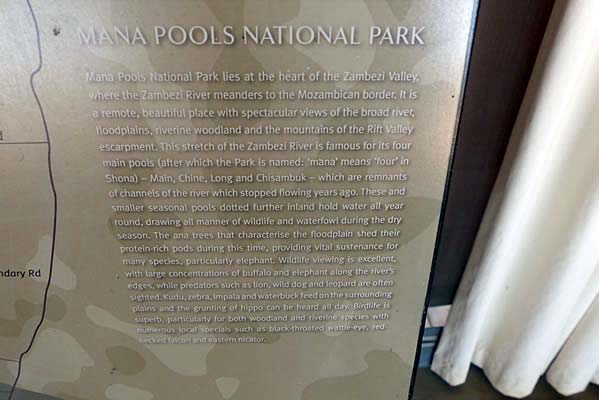 MANA POOLS NATIONAL PARK
Mana Pools National Park lies at the heart of the Zambezi Valley,
where the Zambezi River meanders to the Mozambican border. It is
a remote, beautiful place with spectacular views of the broad river,
floodplains, riverine woodland and the mountains of the Rift Valley
escarpment. This stretch of the Zambezi River is famous for its four
main pools (after which the Park is named: 'mana' means 'four' in
Shona) – Main, Chine, Long and Chisambuk – which are remnants
of channels of the river which stopped flowing years ago. These and
smaller seasonal pools dotted further inland hold water all year
round, drawing all manner of wildlife and waterfowl during the dry
season. The ana trees that characterise the floodplain shed their
protein-rich pods during this time, providing vital sustenance for
many species, particularly elephant. Wildlife viewing is excellent,
with large concentrations of buffalo and elephant along the river's
edges, while predators such as lion, wild dog and leopard are often
sighted. Kudu, zebra, impala and waterbuck feed on the surrounding
plains and the grunting of hippo can be heard all day. Birdlife is
superb, particularly for both woodland and riverine species with
numerous local specials such as black-throated wattle-eye, red
necked falcon and eastern nicator.
ndary Rd